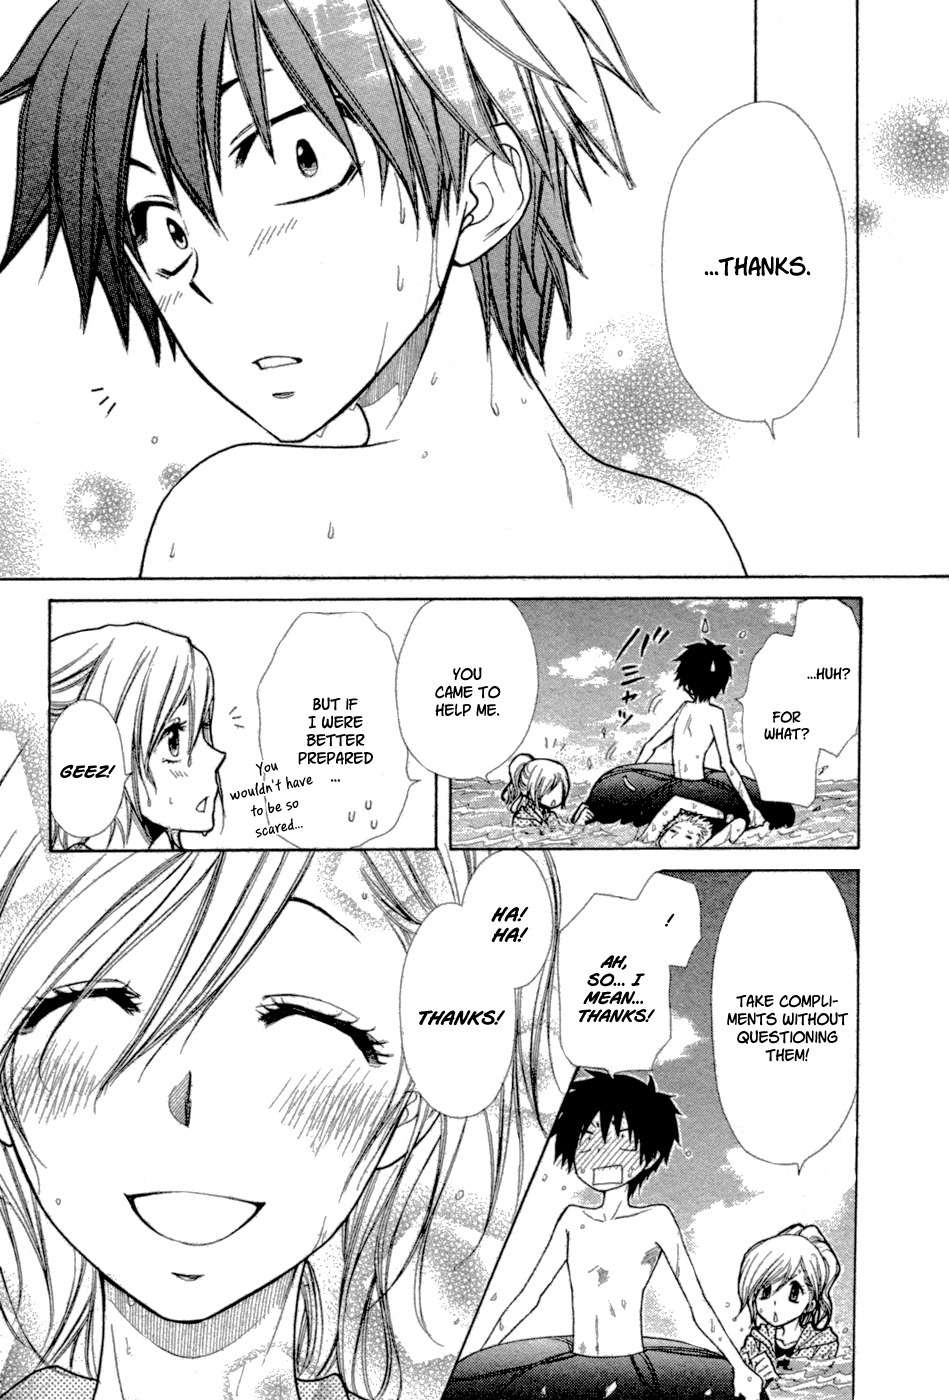 ...THANKS.
...HUH?
FOR
WHAT?
YOU
CAME TO
HELP ME.
BUT IF
I WERE
BETTER
PREPARED
...
You
wouldn't have
to be so
scared...
GEEZ!
TAKE COMPLI-
MENTS WITHOUT
QUESTIONING
THEM!
!
AH,
SO... I
MEAN...
THANKS!
HA!
HA!
THANKS!